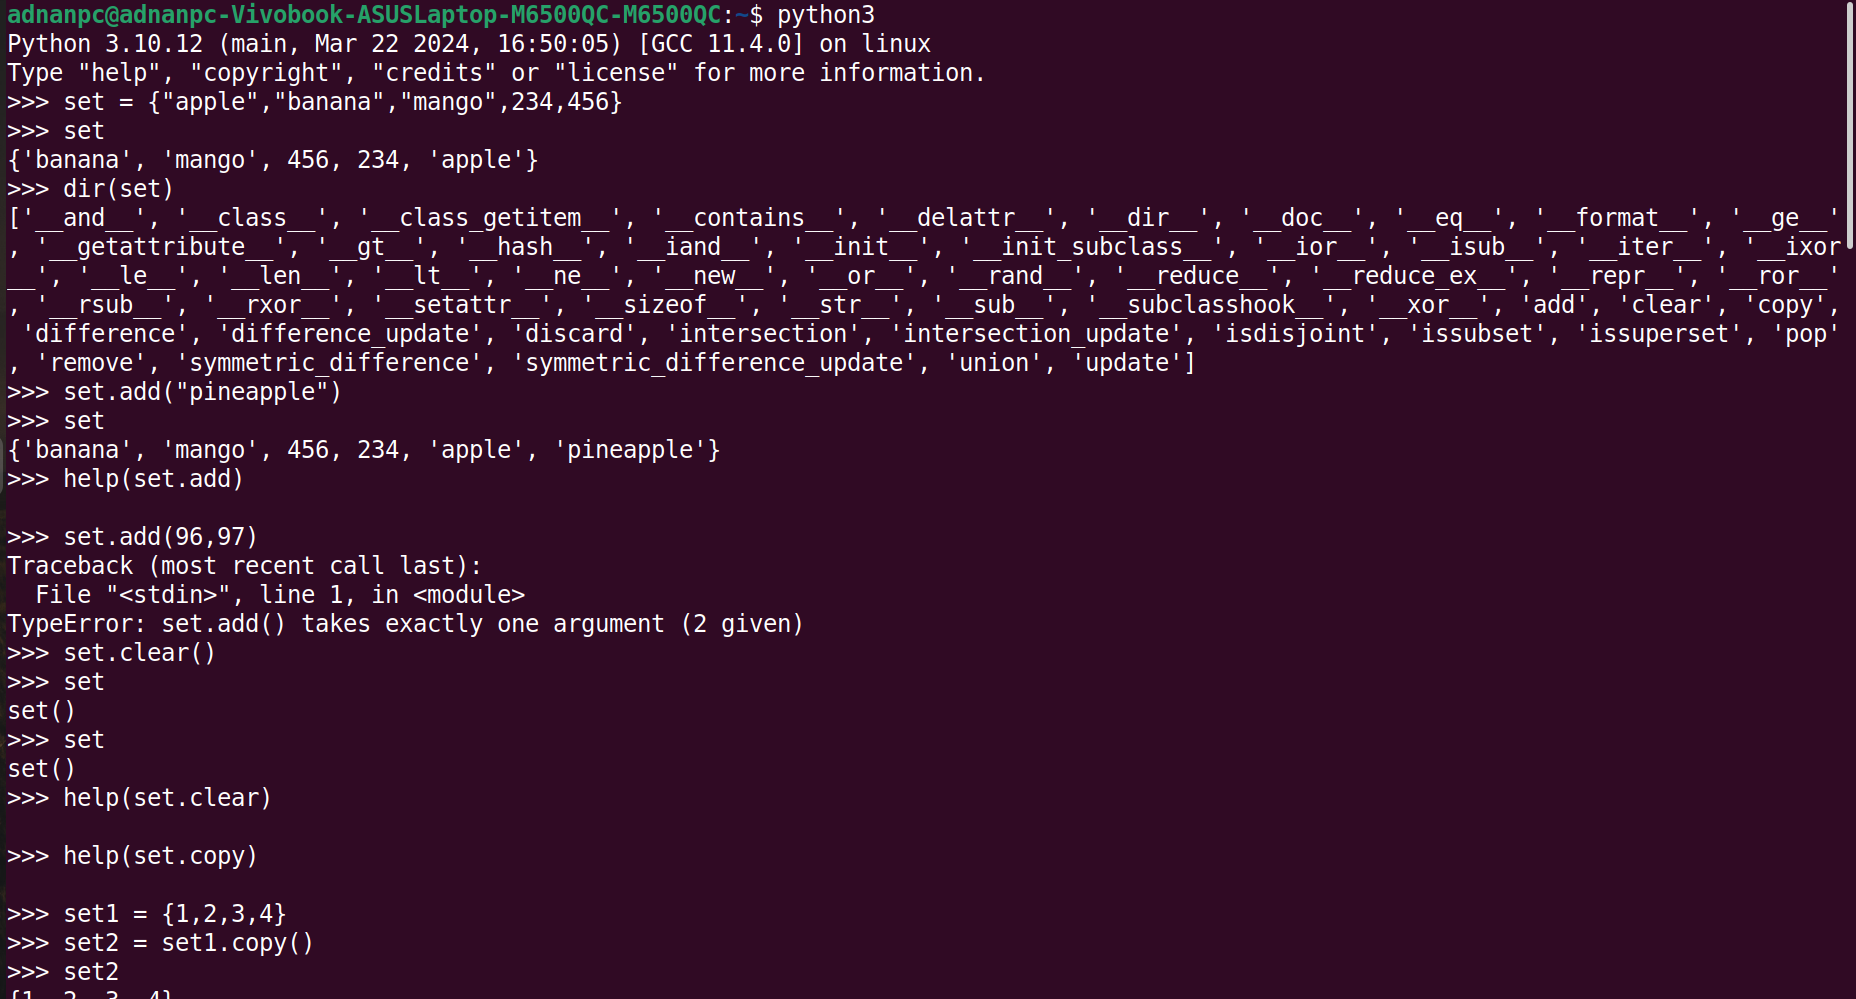 adnanpc@adnanpc-Vivobook-ASUSLaptop-M6500QC-M6500QC:~$ python3
Python 3.10.12 (main, Mar 22 2024, 16:50:05) [GCC 11.4.0] on linux
Type "help", "copyright", "credits" or "license" for more information.
>>> set = {"apple","banana","mango",234,456}
>>> set
{'banana', 'mango', 456, 234, 'apple'}
>>> dir(set)
['__and__', '__class__', '__class_getitem__', '__contains__', '__delattr__', '__dir__', '__doc__', '__eq__', '__format__', '__ge__'
, '__getattribute__', '__gt__', '__hash__', '__iand__', '__init__', '__init_subclass__', '__ior__', '__isub__', '__iter__', '__ixor
__', '__le__', '__len__', '__lt__', '__ne__', '__new__', '__or__', '__rand__', '__reduce__', '__reduce_ex__', '__repr__', '__ror__'
, '__rsub__', '__rxor__', '__setattr__', '__sizeof__', '__str__', '__sub__', '__subclasshook__', '__xor__', 'add', 'clear', 'copy',
 'difference', 'difference_update', 'discard', 'intersection', 'intersection_update', 'isdisjoint', 'issubset', 'issuperset', 'pop'
, 'remove', 'symmetric_difference', 'symmetric_difference_update', 'union', 'update']
>>> set.add("pineapple")
>>> set
{'banana', 'mango', 456, 234, 'apple', 'pineapple'}
>>> help(set.add)

>>> set.add(96,97)
Traceback (most recent call last):
  File "<stdin>", line 1, in <module>
TypeError: set.add() takes exactly one argument (2 given)
>>> set.clear()
>>> set
set()
>>> set
set()
>>> help(set.clear)

>>> help(set.copy)

>>> set1 = {1,2,3,4}
>>> set2 = set1.copy()
>>> set2
{1, 2, 3, 4}